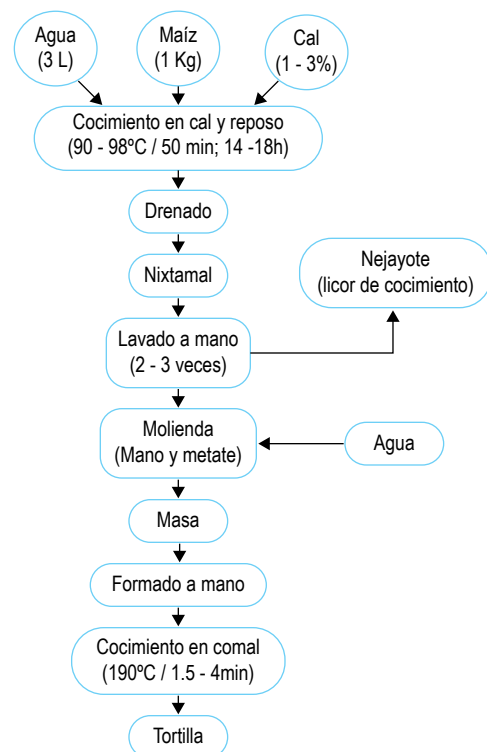 Agua
(3 L)
Maíz
(1 Kg)
Cal
(1 - 3%)
Cocimiento en cal y reposo
(90 - 98ºC / 50 min; 14 -18h)
Drenado
Nixtamal
Nejayote
(licor de cocimiento)
Lavado a mano
(2 - 3 veces)
Molienda
(Mano y metate)
Agua
Masa
Formado a mano
Cocimiento en comal
(190ºC / 1.5 - 4min)
Tortilla